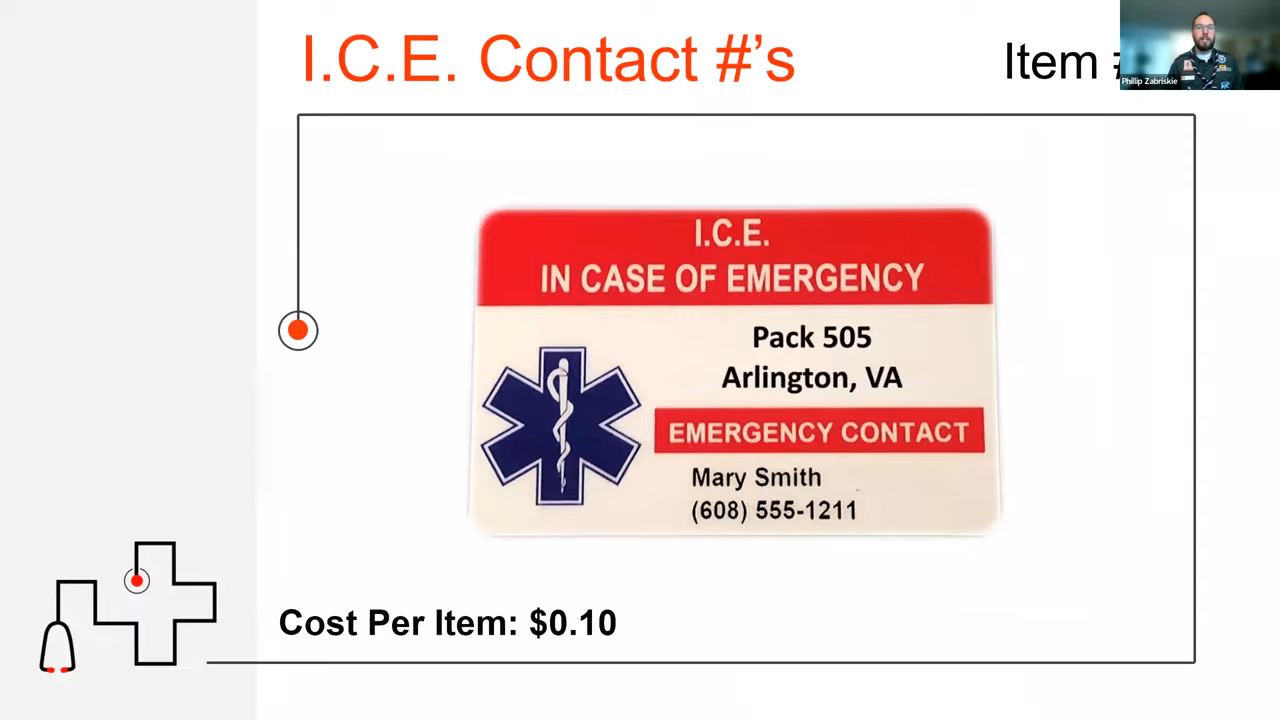 I.C.E. Contact #’s
Item #
Phillip Zabriskie
I.C.E.
IN CASE OF EMERGENCY
Pack 505
Arlington, VA
EMERGENCY CONTACT
Mary Smith
(608) 555-1211
Cost Per Item: $0.10